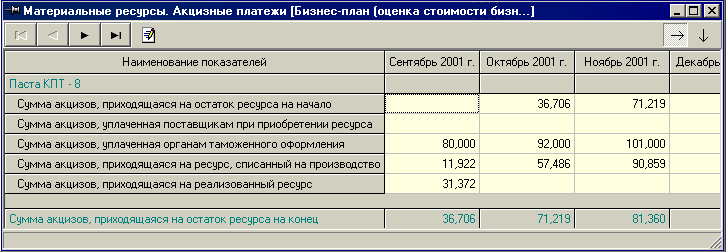 Материальные ресурсы. Акцизные платежи [Бизнес-план (оценка стоимости бизн...]
Наименование показателей Сентябрь 2001 г. Октябрь 2001 г. Ноябрь 2001 г. Декабрь
Паста КПТ - 8
Сумма акцизов, приходящаяся на остаток ресурса на начало 36,706 71,219
Сумма акцизов, уплаченная поставщикам при приобретении ресурса
Сумма акцизов, уплаченная органам таможенного оформления 80,000 92,000 101,000
Сумма акцизов, приходящаяся на ресурс, списанный на производство 11,922 57,486 90,859
Сумма акцизов, приходящаяся на реализованный ресурс 31,372
Сумма акцизов, приходящаяся на остаток ресурса на конец 36,706 71,219 81,360